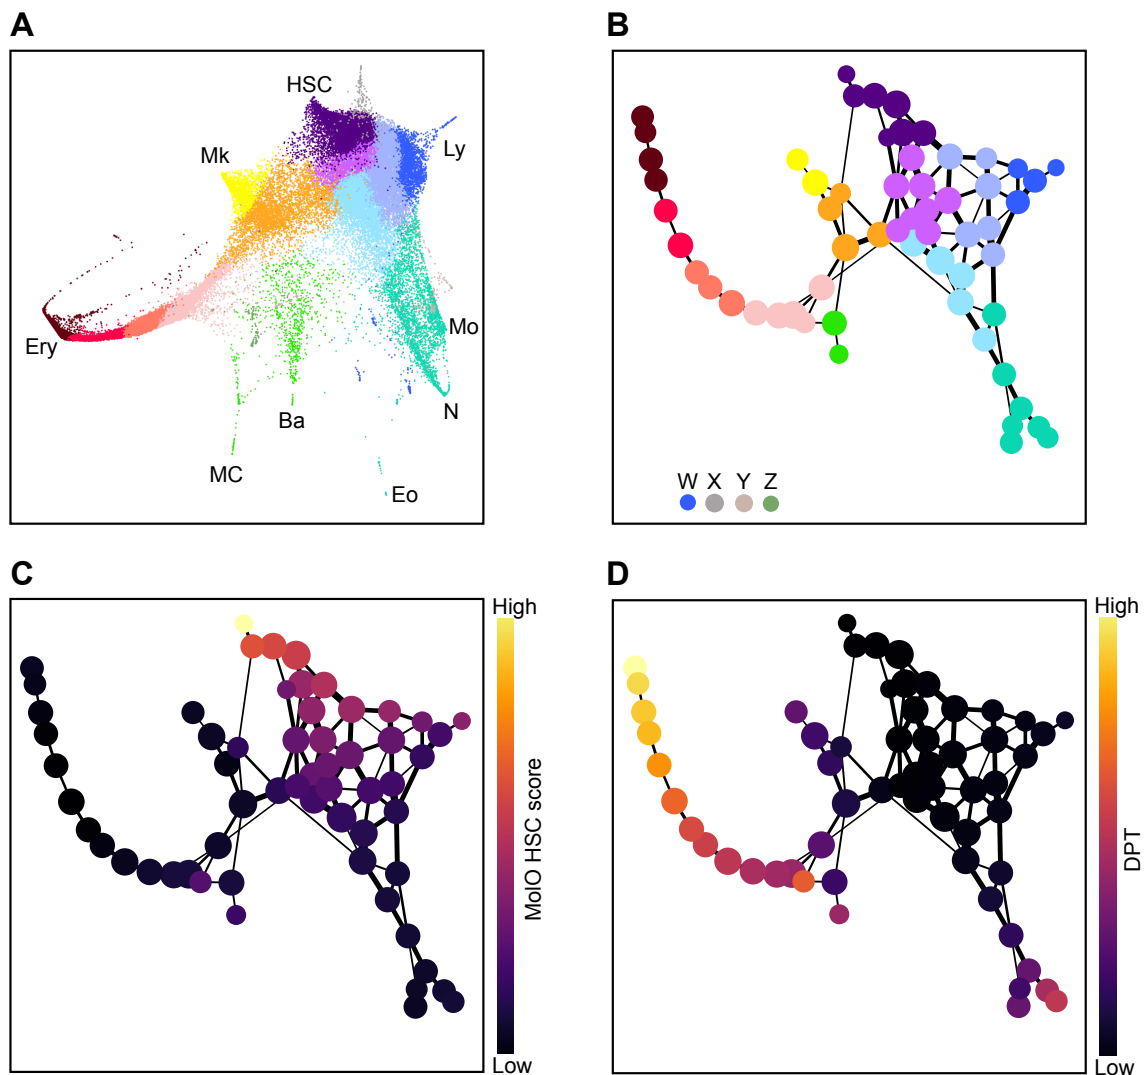 A
HSC
Ly
Mk
Mo
Ery
N
Ba
MC
Eo
B
W X Y Z
C
High
MolO HSC score
Low
D
High
DPT
Low